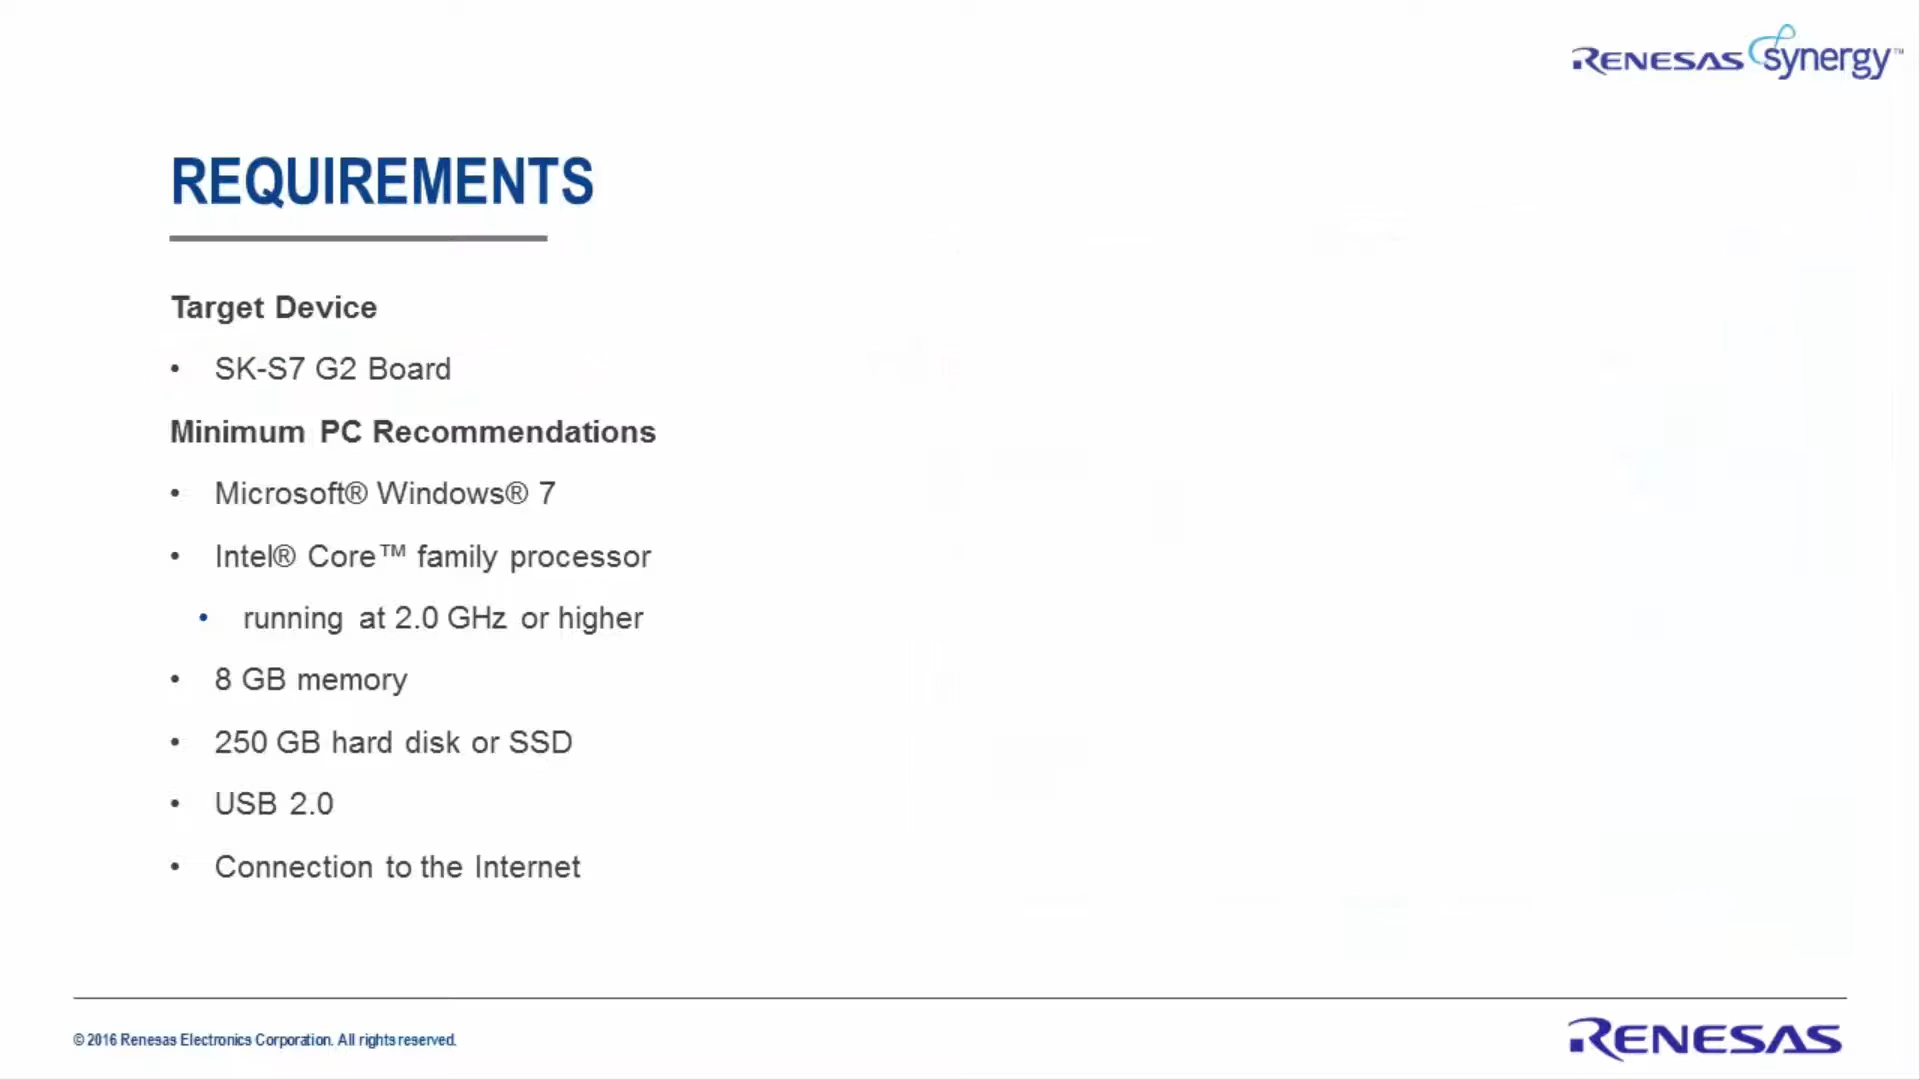 RENESAS synergy™
REQUIREMENTS
Target Device
• SK-S7 G2 Board
Minimum PC Recommendations
• Microsoft® Windows® 7
• Intel® Core™ family processor
• running at 2.0 GHz or higher
• 8 GB memory
• 250 GB hard disk or SSD
• USB 2.0
• Connection to the Internet
© 2016 Renesas Electronics Corporation. All rights reserved.
RENESAS